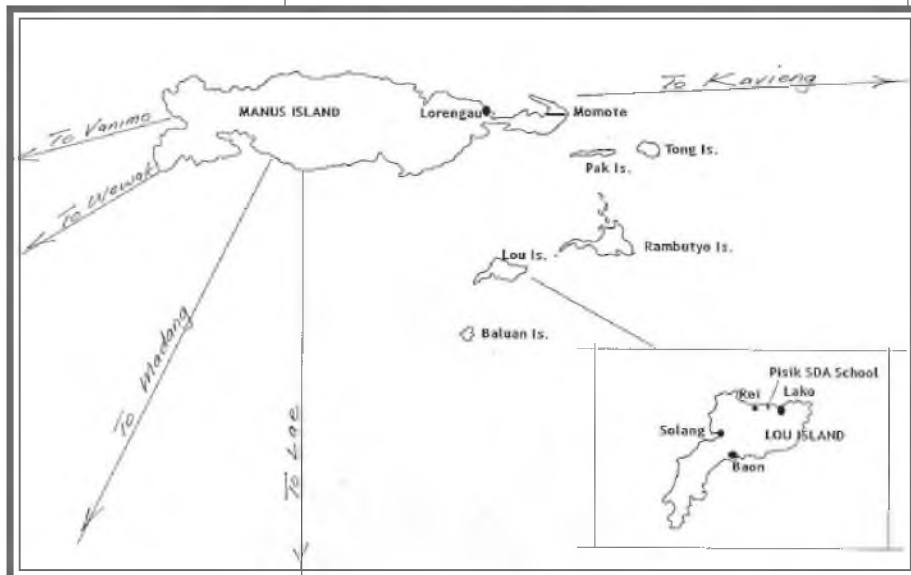 To Kavieng
MANUS ISLAND
Lorengau
Momote
To Vanimo
Tong Is.
Pak Is.
To Wewak
Rambutyo Is.
Lou Is.
Baluan Is.
To Madang
To Lae
Pisik SDA School
Rei
Lako
Solang
LOU ISLAND
Baon